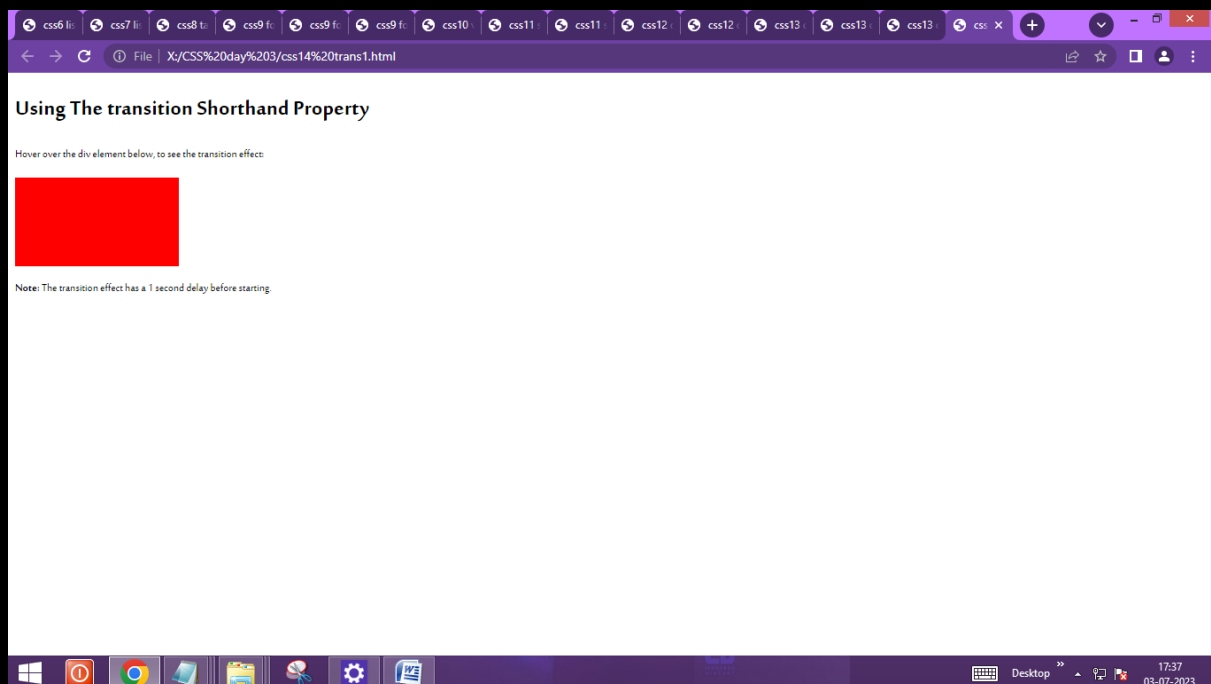 css6 lis css7 lis css8 ta css9 fo css9 fo css9 fo css10 css11 css11 css12 css12 css13 css13 css13 css
File X:/CSS%20day%203/css14%20trans1.html
Using The transition Shorthand Property
Hover over the div element below, to see the transition effect:
Note: The transition effect has a 1 second delay before starting.
Desktop
17:37
03-07-2023